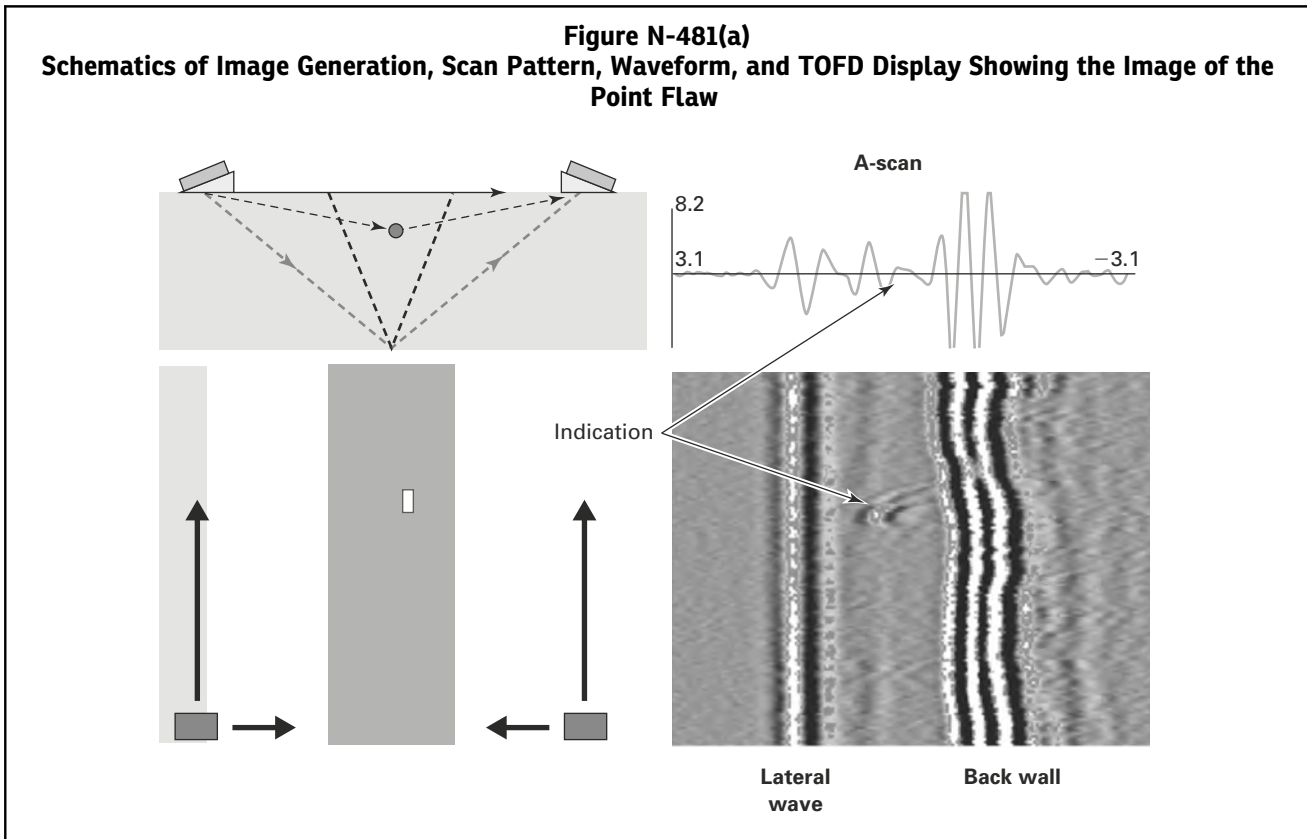 Figure N-481(a)
Schematics of Image Generation, Scan Pattern, Waveform, and TOFD Display Showing the Image of the
Point Flaw
A-scan
8.2
3.1
−3.1
Indication
Lateral
wave
Back wall